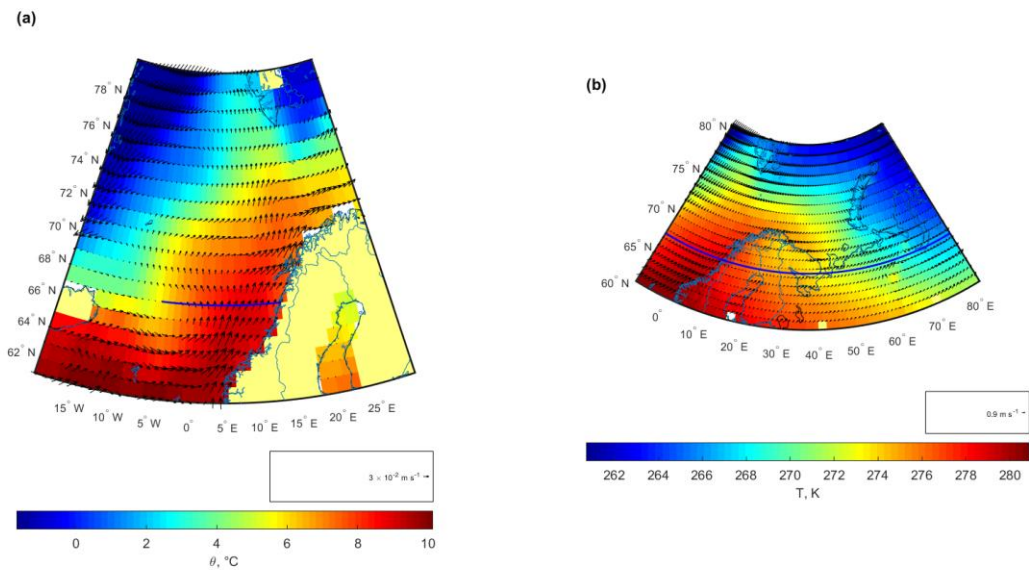 (a)
78° N
76° N
74° N
72° N
70° N
68° N
66° N
64° N
62° N
15° W
10° W
5° W
0°
5° E
10° E
15° E
20° E
25° E
3 × 10⁻² m s⁻¹
0 2 4 6 8 10
θ, °C
(b)
80° N
75° N
70° N
65° N
60° N
0°
10° E
20° E
30° E
40° E
50° E
60° E
70° E
80° E
0.9 m s⁻¹
262 264 266 268 270 272 274 276 278 280
T, K